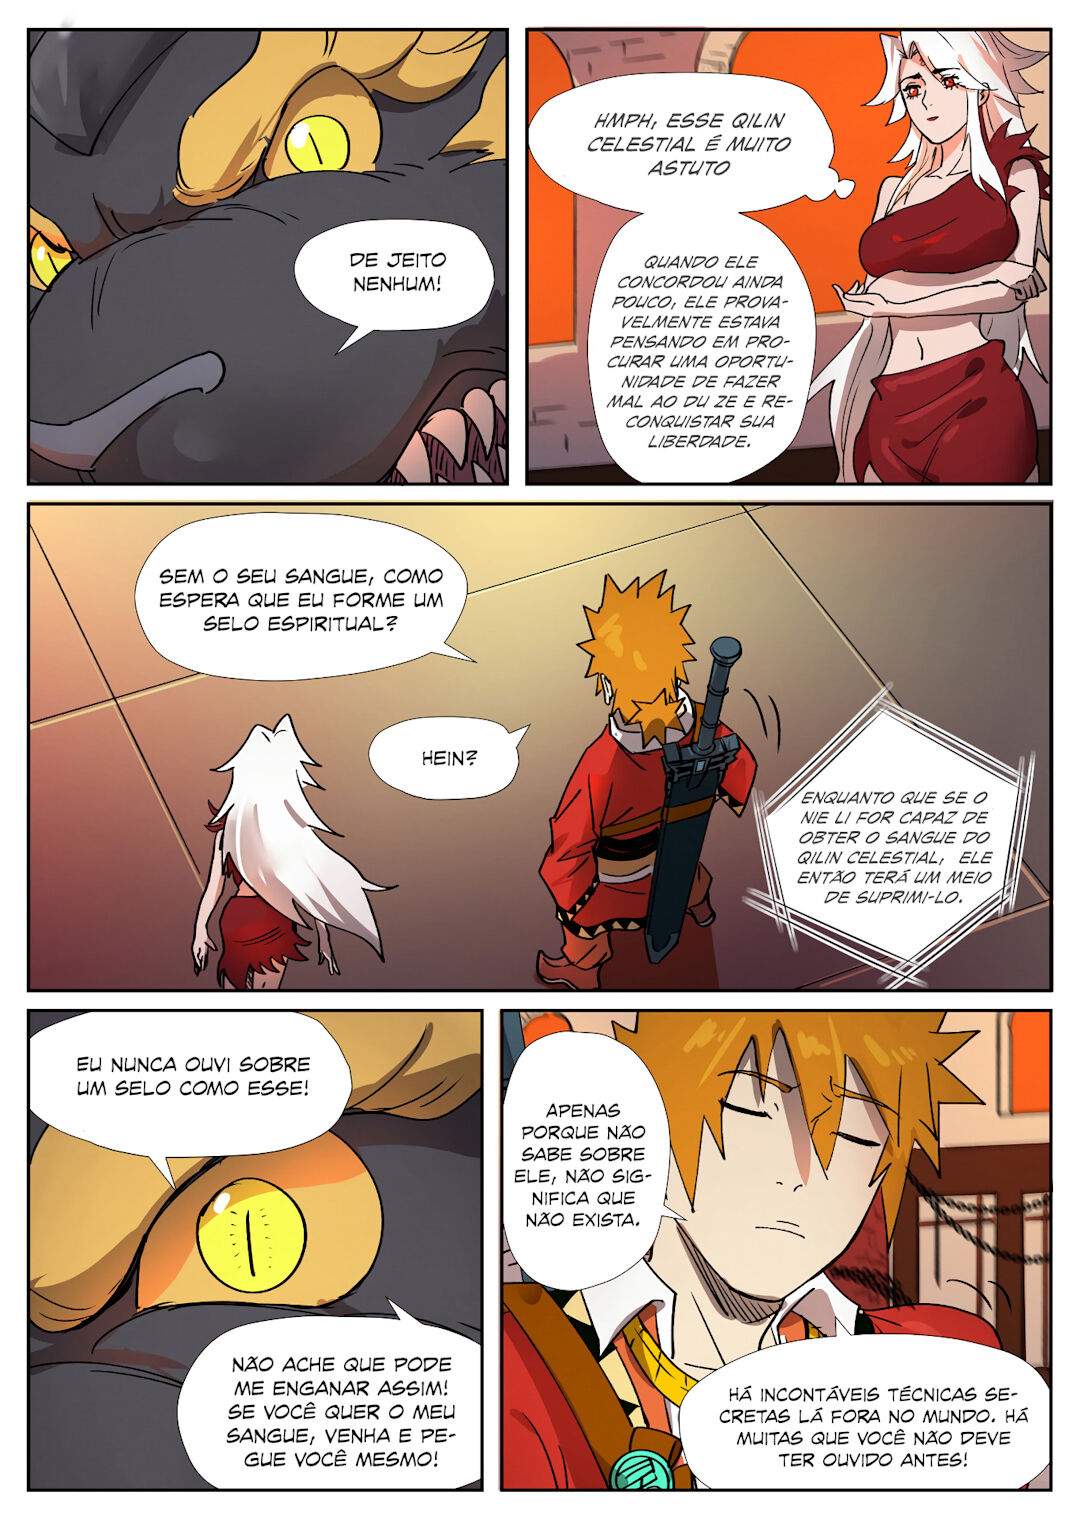 DE JEITO
NENHUM!
HMPH, ESSE QILIN
CELESTIAL É MUITO
ASTUTO
QUANDO ELE
CONCORDOU AINDA
POUCO, ELE PROVA-
VELMENTE ESTAVA
PENSANDO EM PRO-
CURAR UMA OPORTU-
NIDADE DE FAZER
MAL AO DU ZE E RE-
CONQUISTAR SUA
LIBERDADE.
SEM O SEU SANGUE, COMO
ESPERA QUE EU FORME UM
SELO ESPIRITUAL?
HEIN?
ENQUANTO QUE SE O
NIE LI FOR CAPAZ DE
OBTER O SANGUE DO
QILIN CELESTIAL, ELE
ENTÃO TERÁ UM MEIO
DE SUPRIMI-LO.
EU NUNCA OUVI SOBRE
UM SELO COMO ESSE!
NÃO ACHE QUE PODE
ME ENGANAR ASSIM!
SE VOCÊ QUER O MEU
SANGUE, VENHA E PE-
GUE VOCÊ MESMO!
APENAS
PORQUE NÃO
SABE SOBRE
ELE, NÃO SIG-
NIFICA QUE
NÃO EXISTA.
HÁ INCONTÁVEIS TÉCNICAS SE-
CRETAS LÁ FORA NO MUNDO. HÁ
MUITAS QUE VOCÊ NÃO DEVE
TER OUVIDO ANTES!